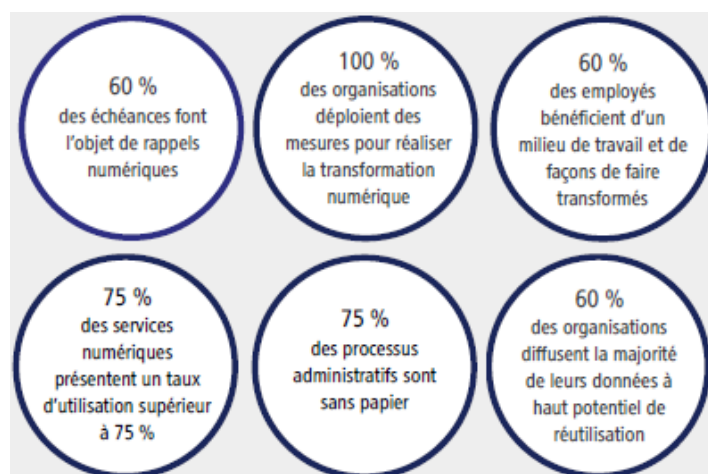 60 %
des échéances font
l'objet de rappels
numériques
100 %
des organisations
déploient des
mesures pour réaliser
la transformation
numérique
60 %
des employés
bénéficient d'un
milieu de travail et de
façons de faire
transformés
75 %
des services
numériques
présentent un taux
d'utilisation supérieur
à 75 %
75 %
des processus
administratifs sont
sans papier
60 %
des organisations
diffusent la majorité
de leurs données à
haut potentiel de
réutilisation